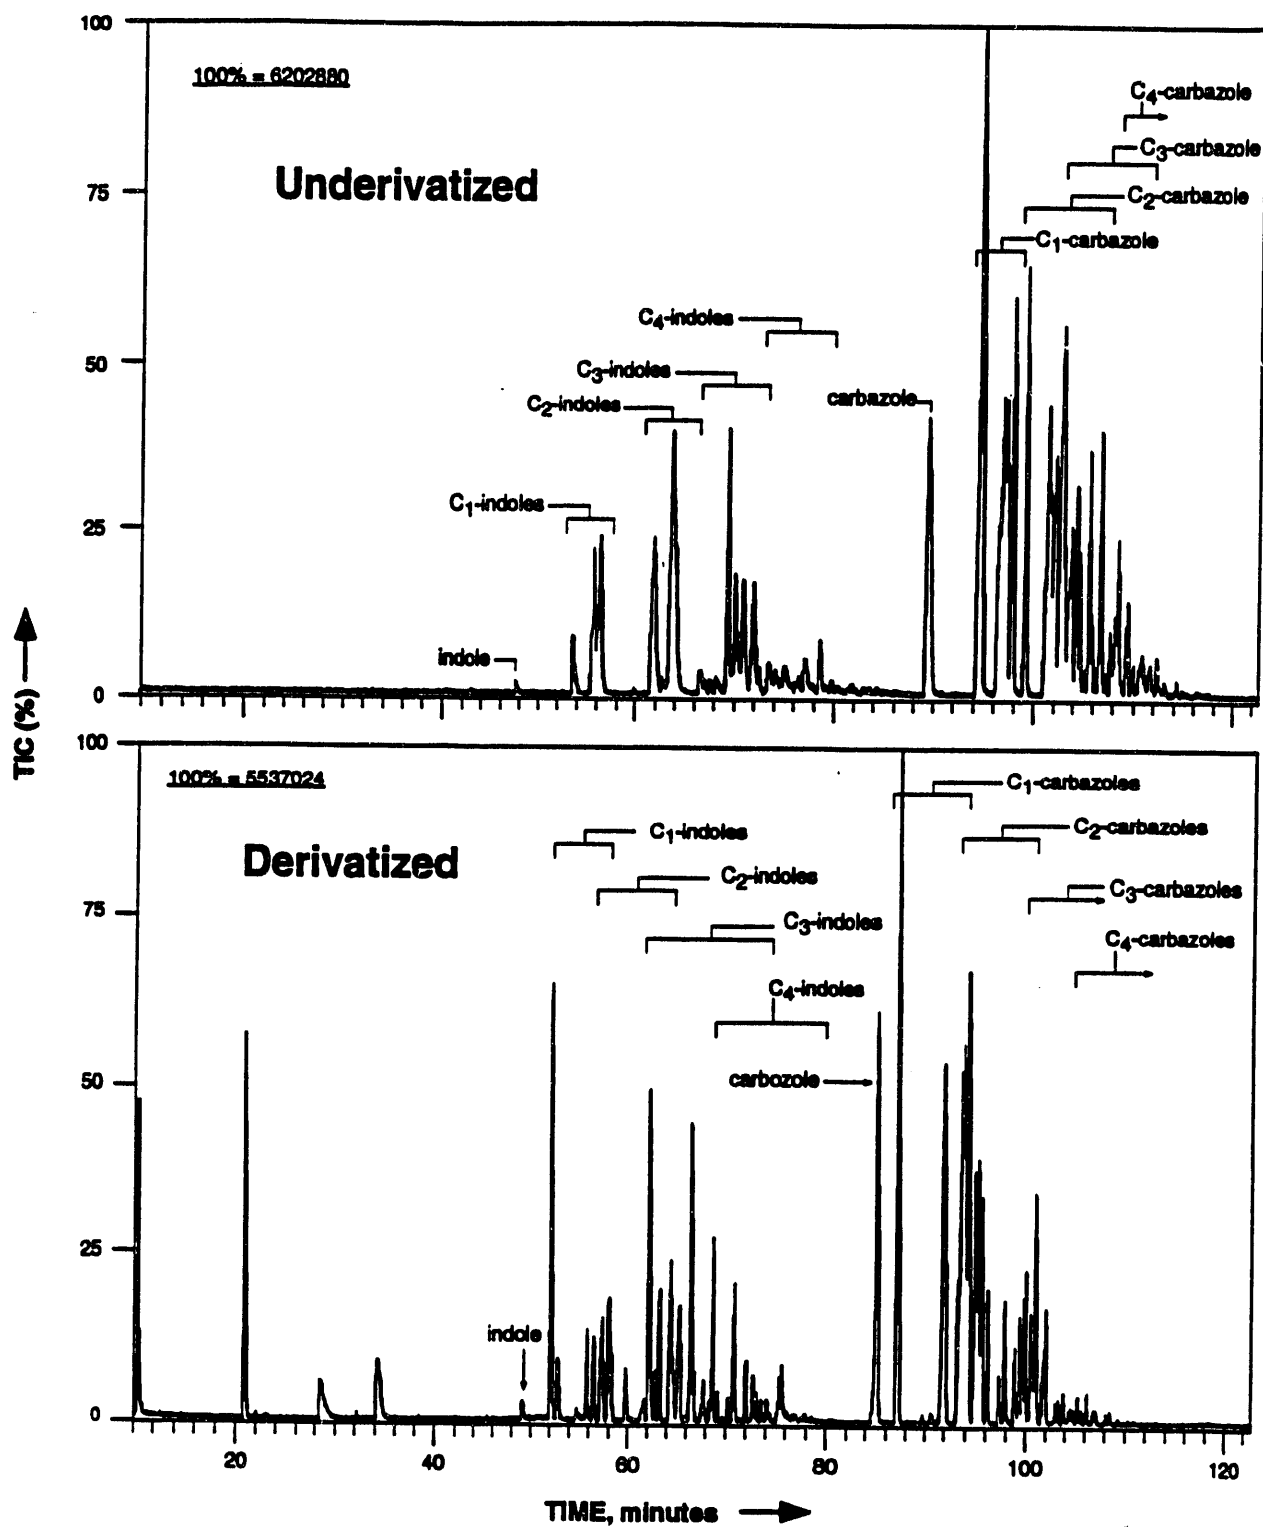 100
100% = 6202880
C4-carbazole
C3-carbazole
Underivatized
75
C2-carbazole
C1-carbazole
C4-indoles
50
C3-indoles
carbazole
C2-indoles
C1-indoles
25
indole
0
TIC (%)
100
100% = 5537024
C1-carbazoles
C1-indoles
C2-carbazoles
Derivatized
C2-indoles
C3-carbazoles
75
C3-indoles
C4-carbazoles
C4-indoles
50
carbozole
25
indole
0
20 40 60 80 100 120
TIME, minutes